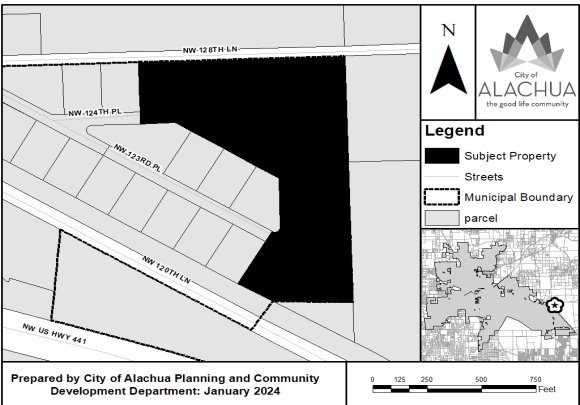 NW 128TH LN
NW 124TH PL
NW 123RD PL
NW 120TH LN
NW US HWY 441
N
City of
ALACHUA
the good life community
Legend
Subject Property
Streets
Municipal Boundary
parcel
Prepared by City of Alachua Planning and Community
Development Department: January 2024
0 125 250 500 750
Feet